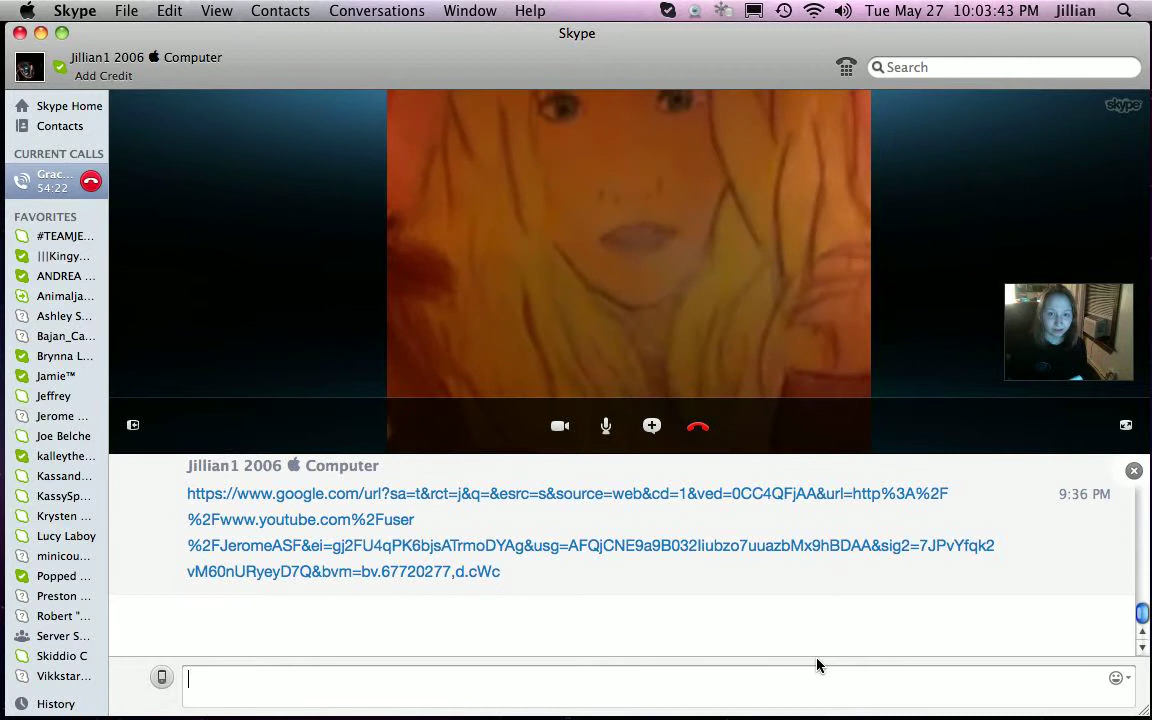 Skype File Edit View Contacts Conversations Window Help Tue May 27 10:03:43 PM Jillian
Skype
Jillian1 2006 Computer
Add Credit
Search
Skype Home
Contacts
CURRENT CALLS
Grac...
54:22
FAVORITES
#TEAMJE...
|||Kingy...
ANDREA ...
Animalja...
Ashley S...
Bajan_Ca...
Brynna L...
Jamie™
Jeffrey
Jerome ...
Joe Belche
kalleythe...
Kassand...
KassySp...
Krysten ...
Lucy Laboy
minicou...
Popped ...
Preston ...
Robert "...
Server S...
Skiddio C
Vikkstar...
History
skype
Jillian1 2006 Computer
https://www.google.com/url?sa=t&rct=j&q=&esrc=s&source=web&cd=1&ved=0CC4QFjAA&url=http%3A%2F 9:36 PM
%2Fwww.youtube.com%2Fuser
%2FJeromeASF&ei=gj2FU4qPK6bjsATrmoDYAg&usg=AFQjCNE9a9B032Iiubzo7uuazbMx9hBDAA&sig2=7JPvYfqk2
vM60nURyeyD7Q&bvm=bv.67720277,d.cWc